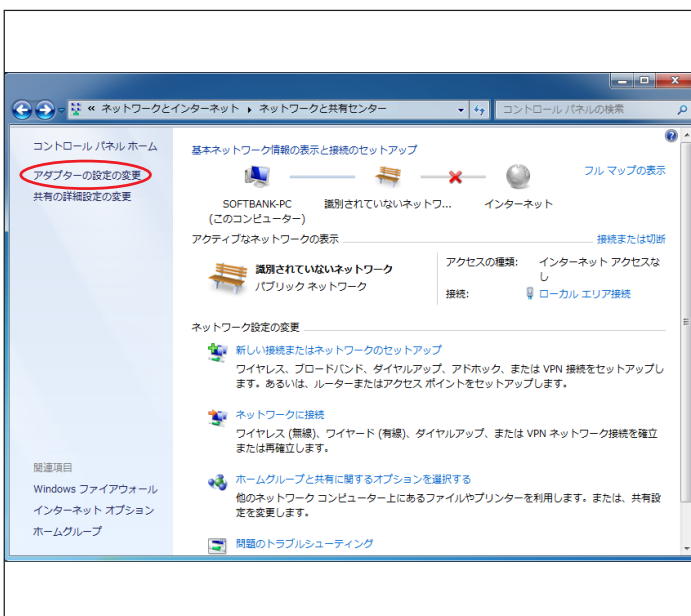 « ネットワークとインターネット ▸ ネットワークと共有センター
コントロール パネルの検索
コントロール パネル ホーム
アダプターの設定の変更
共有の詳細設定の変更
基本ネットワーク情報の表示と接続のセットアップ
フル マップの表示
SOFTBANK-PC
(このコンピューター)
識別されていないネットワ...
インターネット
アクティブなネットワークの表示
接続または切断
識別されていないネットワーク
パブリック ネットワーク
アクセスの種類:
インターネット アクセスな
し
接続:
ローカル エリア接続
ネットワーク設定の変更
新しい接続またはネットワークのセットアップ
ワイヤレス、ブロードバンド、ダイヤルアップ、アドホック、または VPN 接続をセットアップし
ます。あるいは、ルーターまたはアクセス ポイントをセットアップします。
ネットワークに接続
ワイヤレス (無線)、ワイヤード (有線)、ダイヤルアップ、または VPN ネットワーク接続を確立
または再確立します。
ホームグループと共有に関するオプションを選択する
他のネットワーク コンピューター上にあるファイルやプリンターを利用します。または、共有設
定を変更します。
問題のトラブルシューティング
関連項目
Windows ファイアウォール
インターネット オプション
ホームグループ